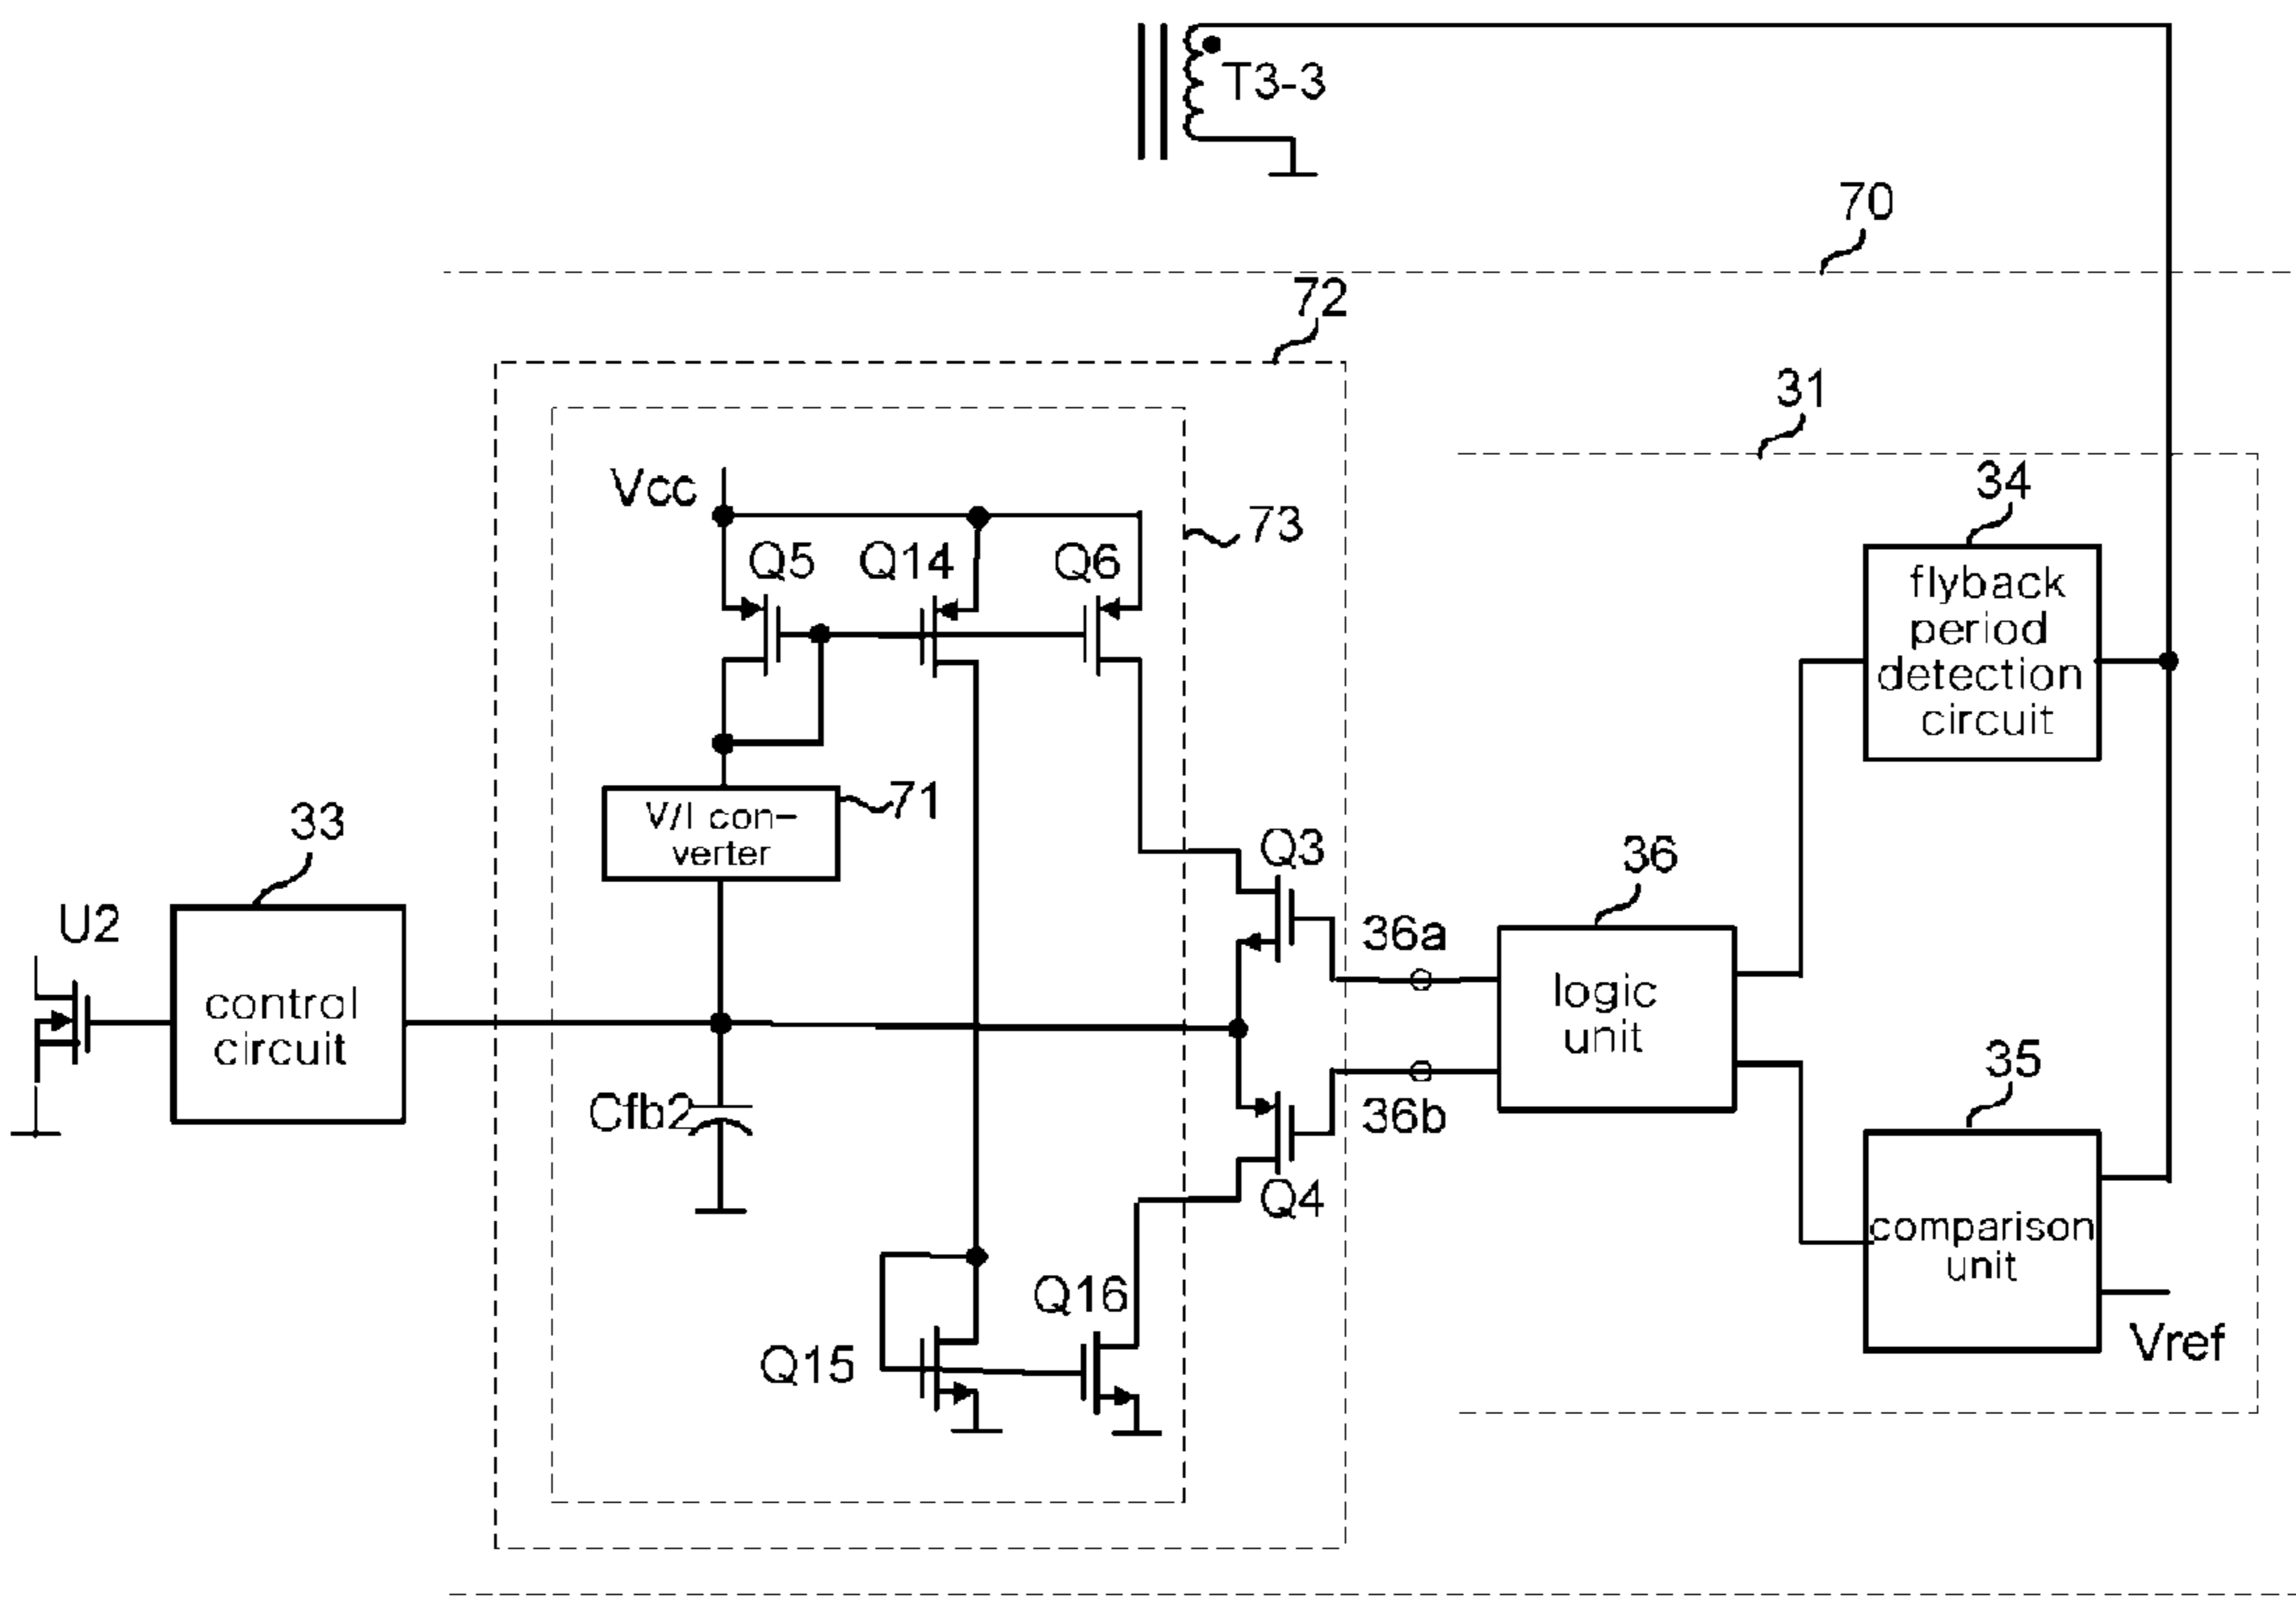 T3-3
70
72
31
Vcc
34
73
Q5
Q14
Q6
flyback
period
detection
circuit
71
V/I con-
verter
33
Q3
36
U2
36a
control
circuit
logic
unit
35
Cfb2
36b
Q4
comparison
unit
Q16
Q15
Vref